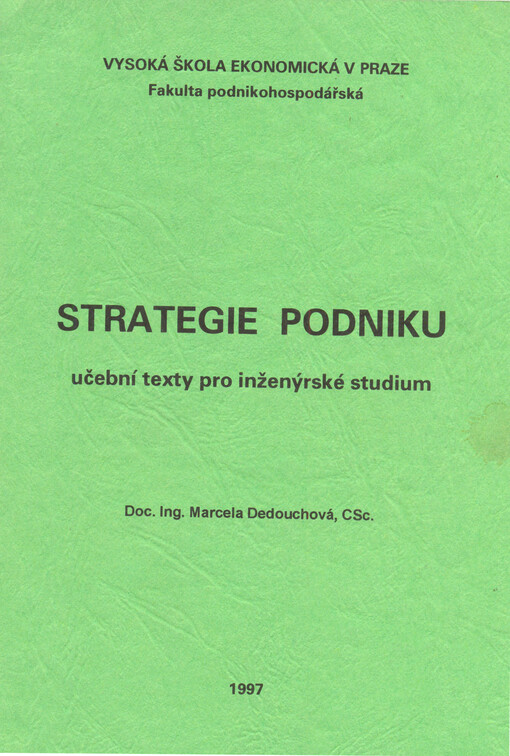 VYSOKÁ ŠKOLA EKONOMICKÁ V PRAZE
Fakulta podnikohospodářská
STRATEGIE PODNIKU
učební texty pro inženýrské studium
Doc. Ing. Marcela Dedouchová, CSc.
1997